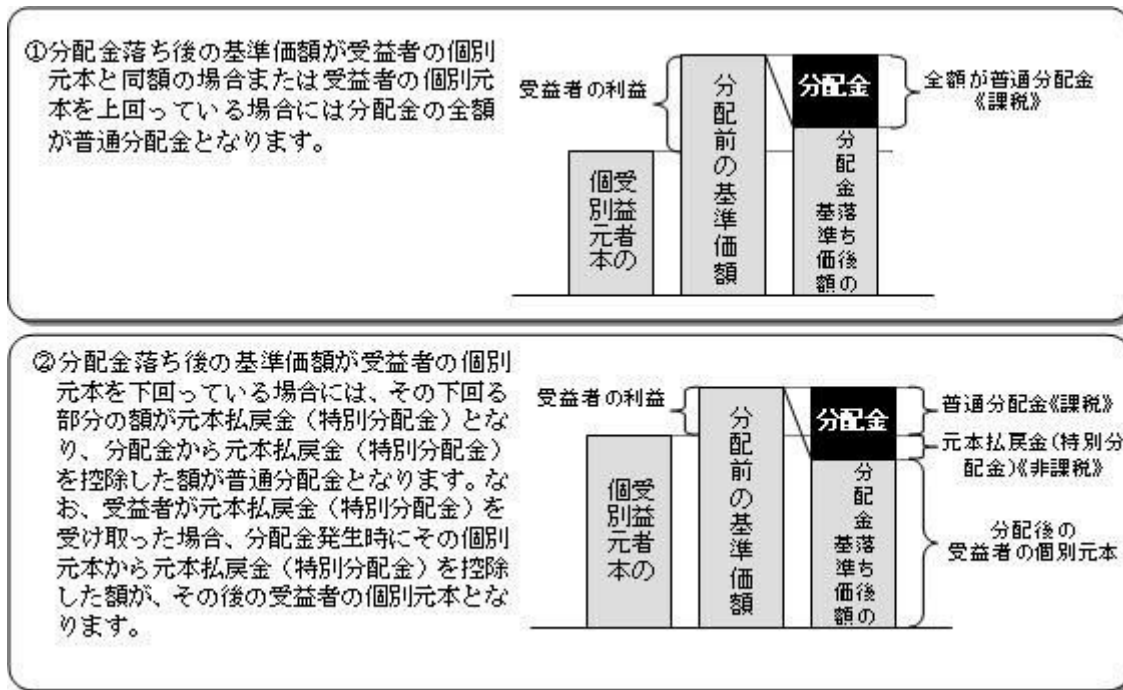 ①分配金落ち後の基準価額が受益者の個別
元本と同額の場合または受益者の個別元
本を上回っている場合には分配金の全額
が普通分配金となります。
受益者の利益
受益者の
個別元本
分配前の基準価額
分配金
分配金落ち後の
基準価額
全額が普通分配金
《課税》
②分配金落ち後の基準価額が受益者の個別
元本を下回っている場合には、その下回る
部分の額が元本払戻金（特別分配金）とな
り、分配金から元本払戻金（特別分配金）
を控除した額が普通分配金となります。な
お、受益者が元本払戻金（特別分配金）を
受け取った場合、分配金発生時にその個別
元本から元本払戻金（特別分配金）を控除
した額が、その後の受益者の個別元本とな
ります。
受益者の利益
受益者の
個別元本
分配前の基準価額
分配金
分配金落ち後の
基準価額
普通分配金《課税》
元本払戻金(特別分
配金)《非課税》
分配後の
受益者の個別元本